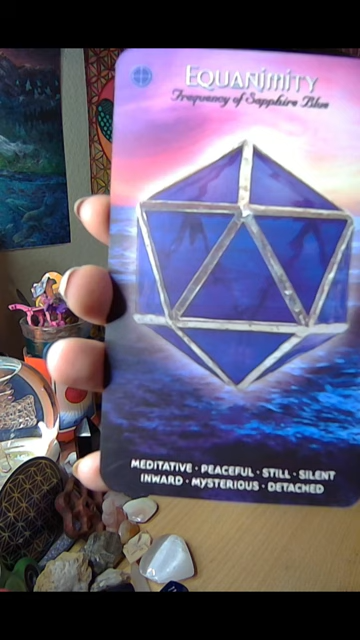 EQUANIMITY
Frequency of Sapphire Blue
MEDITATIVE · PEACEFUL · STILL · SILENT
INWARD · MYSTERIOUS · DETACHED